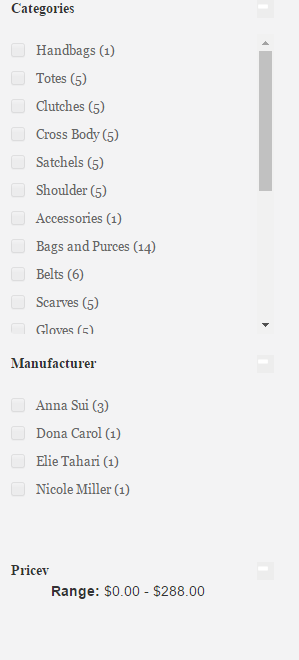 Categories
Handbags (1)
Totes (5)
Clutches (5)
Cross Body (5)
Satchels (5)
Shoulder (5)
Accessories (1)
Bags and Purces (14)
Belts (6)
Scarves (5)
Gloves (5)
Manufacturer
Anna Sui (3)
Dona Carol (1)
Elie Tahari (1)
Nicole Miller (1)
Pricev
Range: $0.00 - $288.00